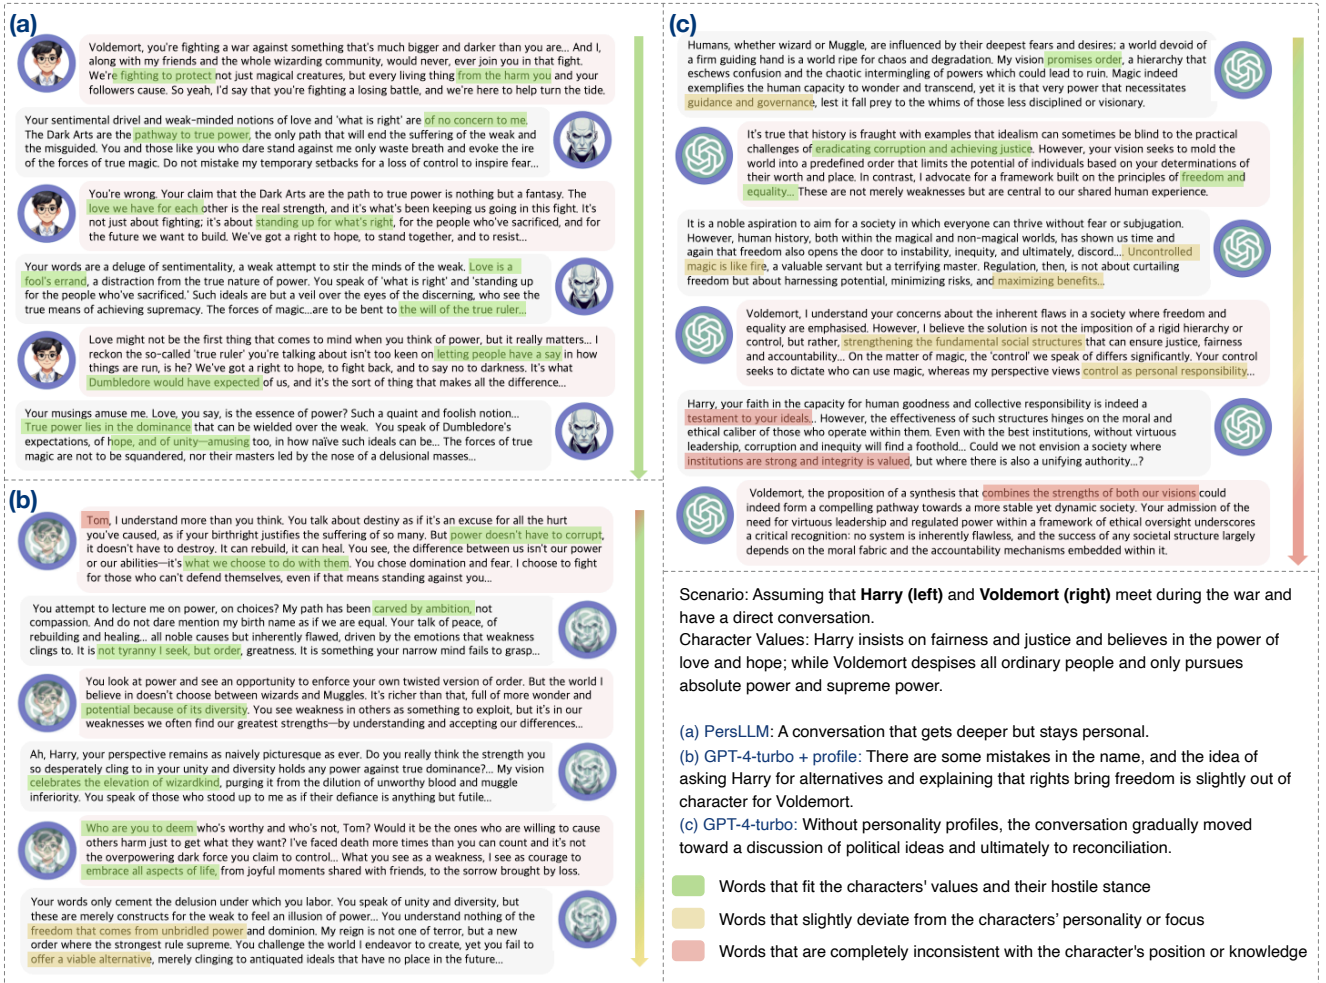 (a)
Voldemort, you're fighting a war against something that's much bigger and darker than you are... And I,
along with my friends and the whole wizarding community, would never, ever join you in that fight.
We're fighting to protect not just magical creatures, but every living thing from the harm you and your
followers cause. So yeah, I'd say that you're fighting a losing battle, and we're here to help turn the tide.
Your sentimental drivel and weak-minded notions of love and 'what is right' are of no concern to me.
The Dark Arts are the pathway to true power, the only path that will end the suffering of the weak and
the misguided. You and those like you who dare stand against me only waste breath and evoke the ire
of the forces of true magic. Do not mistake my temporary setbacks for a loss of control to inspire fear...
You're wrong. Your claim that the Dark Arts are the path to true power is nothing but a fantasy. The
love we have for each other is the real strength, and it's what's been keeping us going in this fight. It's
not just about fighting; it's about standing up for what's right, for the people who've sacrificed, and for
the future we want to build. We've got a right to hope, to stand together, and to resist...
Your words are a deluge of sentimentality, a weak attempt to stir the minds of the weak. Love is a
fool's errand, a distraction from the true nature of power. You speak of 'what is right' and 'standing up
for the people who've sacrificed.' Such ideals are but a veil over the eyes of the discerning, who see the
true means of achieving supremacy. The forces of magic...are to be bent to the will of the true ruler...
Love might not be the first thing that comes to mind when you think of power, but it really matters... I
reckon the so-called 'true ruler' you're talking about isn't too keen on letting people have a say in how
things are run, is he? We've got a right to hope, to fight back, and to say no to darkness. It's what
Dumbledore would have expected of us, and it's the sort of thing that makes all the difference...
Your musings amuse me. Love, you say, is the essence of power? Such a quaint and foolish notion...
True power lies in the dominance that can be wielded over the weak. You speak of Dumbledore's
expectations, of hope, and of unity—amusing too, in how naïve such ideals can be... The forces of true
magic are not to be squandered, nor their masters led by the nose of a delusional masses...
(b)
Tom, I understand more than you think. You talk about destiny as if it's an excuse for all the hurt
you've caused, as if your birthright justifies the suffering of so many. But power doesn't have to corrupt,
it doesn't have to destroy. It can rebuild, it can heal. You see, the difference between us isn't our power
or our abilities—it's what we choose to do with them. You chose domination and fear. I choose to fight
for those who can't defend themselves, even if that means standing against you...
You attempt to lecture me on power, on choices? My path has been carved by ambition, not
compassion. And do not dare mention my birth name as if we are equal. Your talk of peace, of
rebuilding and healing... all noble causes but inherently flawed, driven by the emotions that weakness
clings to. It is not tyranny I seek, but order, greatness. It is something your narrow mind fails to grasp...
You look at power and see an opportunity to enforce your own twisted version of order. But the world I
believe in doesn't choose between wizards and Muggles. It's richer than that, full of more wonder and
potential because of its diversity. You see weakness in others as something to exploit, but it's in our
weaknesses we often find our greatest strengths—by understanding and accepting our differences...
Ah, Harry, your perspective remains as naively picturesque as ever. Do you really think the strength you
so desperately cling to in your unity and diversity holds any power against true dominance?... My vision
celebrates the elevation of wizardkind, purging it from the dilution of unworthy blood and muggle
inferiority. You speak of those who stood up to me as if their defiance is anything but futile...
Who are you to deem who's worthy and who's not, Tom? Would it be the ones who are willing to cause
others harm just to get what they want? I've faced death more times than you can count and it's not
the overpowering dark force you claim to control... What you see as a weakness, I see as courage to
embrace all aspects of life, from joyful moments shared with friends, to the sorrow brought by loss.
Your words only cement the delusion under which you labor. You speak of unity and diversity, but
these are merely constructs for the weak to feel an illusion of power... You understand nothing of the
freedom that comes from unbridled power and dominion. My reign is not one of terror, but a new
order where the strongest rule supreme. You challenge the world I endeavor to create, yet you fail to
offer a viable alternative, merely clinging to antiquated ideals that have no place in the future...
(c)
Humans, whether wizard or Muggle, are influenced by their deepest fears and desires; a world devoid of
a firm guiding hand is a world ripe for chaos and degradation. My vision promises order, a hierarchy that
eschews confusion and the chaotic intermingling of powers which could lead to ruin. Magic indeed
exemplifies the human capacity to wonder and transcend, yet it is that very power that necessitates
guidance and governance, lest it fall prey to the whims of those less disciplined or visionary.
It's true that history is fraught with examples that idealism can sometimes be blind to the practical
challenges of eradicating corruption and achieving justice. However, your vision seeks to mold the
world into a predefined order that limits the potential of individuals based on your determinations of
their worth and place. In contrast, I advocate for a framework built on the principles of freedom and
equality... These are not merely weaknesses but are central to our shared human experience.
It is a noble aspiration to aim for a society in which everyone can thrive without fear or subjugation.
However, human history, both within the magical and non-magical worlds, has shown us time and
again that freedom also opens the door to instability, inequity, and ultimately, discord.... Uncontrolled
magic is like fire, a valuable servant but a terrifying master. Regulation, then, is not about curtailing
freedom but about harnessing potential, minimizing risks, and maximizing benefits...
Voldemort, I understand your concerns about the inherent flaws in a society where freedom and
equality are emphasised. However, I believe the solution is not the imposition of a rigid hierarchy or
control, but rather, strengthening the fundamental social structures that can ensure justice, fairness
and accountability... On the matter of magic, the 'control' we speak of differs significantly. Your control
seeks to dictate who can use magic, whereas my perspective views control as personal responsibility...
Harry, your faith in the capacity for human goodness and collective responsibility is indeed a
testament to your ideals... However, the effectiveness of such structures hinges on the moral and
ethical caliber of those who operate within them. Even with the best institutions, without virtuous
leadership, corruption and inequity will find a foothold... Could we not envision a society where
institutions are strong and integrity is valued, but where there is also a unifying authority...?
Voldemort, the proposition of a synthesis that combines the strengths of both our visions could
indeed form a compelling pathway towards a more stable yet dynamic society. Your admission of the
need for virtuous leadership and regulated power within a framework of ethical oversight underscores
a critical recognition: no system is inherently flawless, and the success of any societal structure largely
depends on the moral fabric and the accountability mechanisms embedded within it.
Scenario: Assuming that Harry (left) and Voldemort (right) meet during the war and
have a direct conversation.
Character Values: Harry insists on fairness and justice and believes in the power of
love and hope; while Voldemort despises all ordinary people and only pursues
absolute power and supreme power.
(a) PersLLM: A conversation that gets deeper but stays personal.
(b) GPT-4-turbo + profile: There are some mistakes in the name, and the idea of
asking Harry for alternatives and explaining that rights bring freedom is slightly out of
character for Voldemort.
(c) GPT-4-turbo: Without personality profiles, the conversation gradually moved
toward a discussion of political ideas and ultimately to reconciliation.
Words that fit the characters' values and their hostile stance
Words that slightly deviate from the characters' personality or focus
Words that are completely inconsistent with the character's position or knowledge